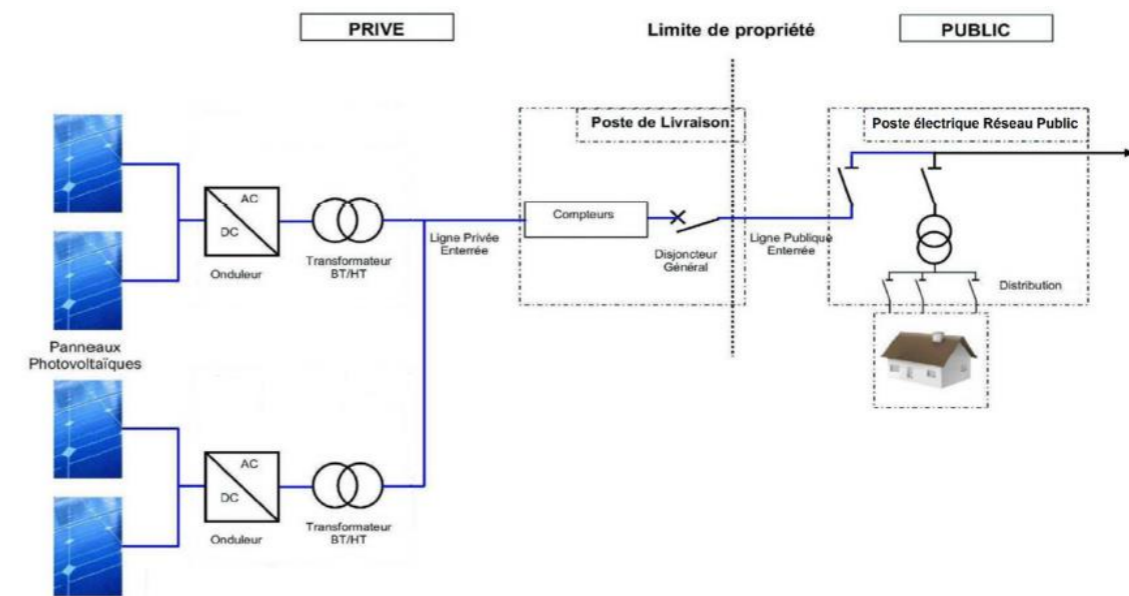 PRIVE
Limite de propriété
PUBLIC
Poste de Livraison
Poste électrique Réseau Public
AC
DC
Onduleur
Transformateur
BT/HT
Ligne Privée
Enterrée
Compteurs
Disjoncteur
Général
Ligne Publique
Enterrée
Distribution
Panneaux
Photovoltaïques
AC
DC
Onduleur
Transformateur
BT/HT